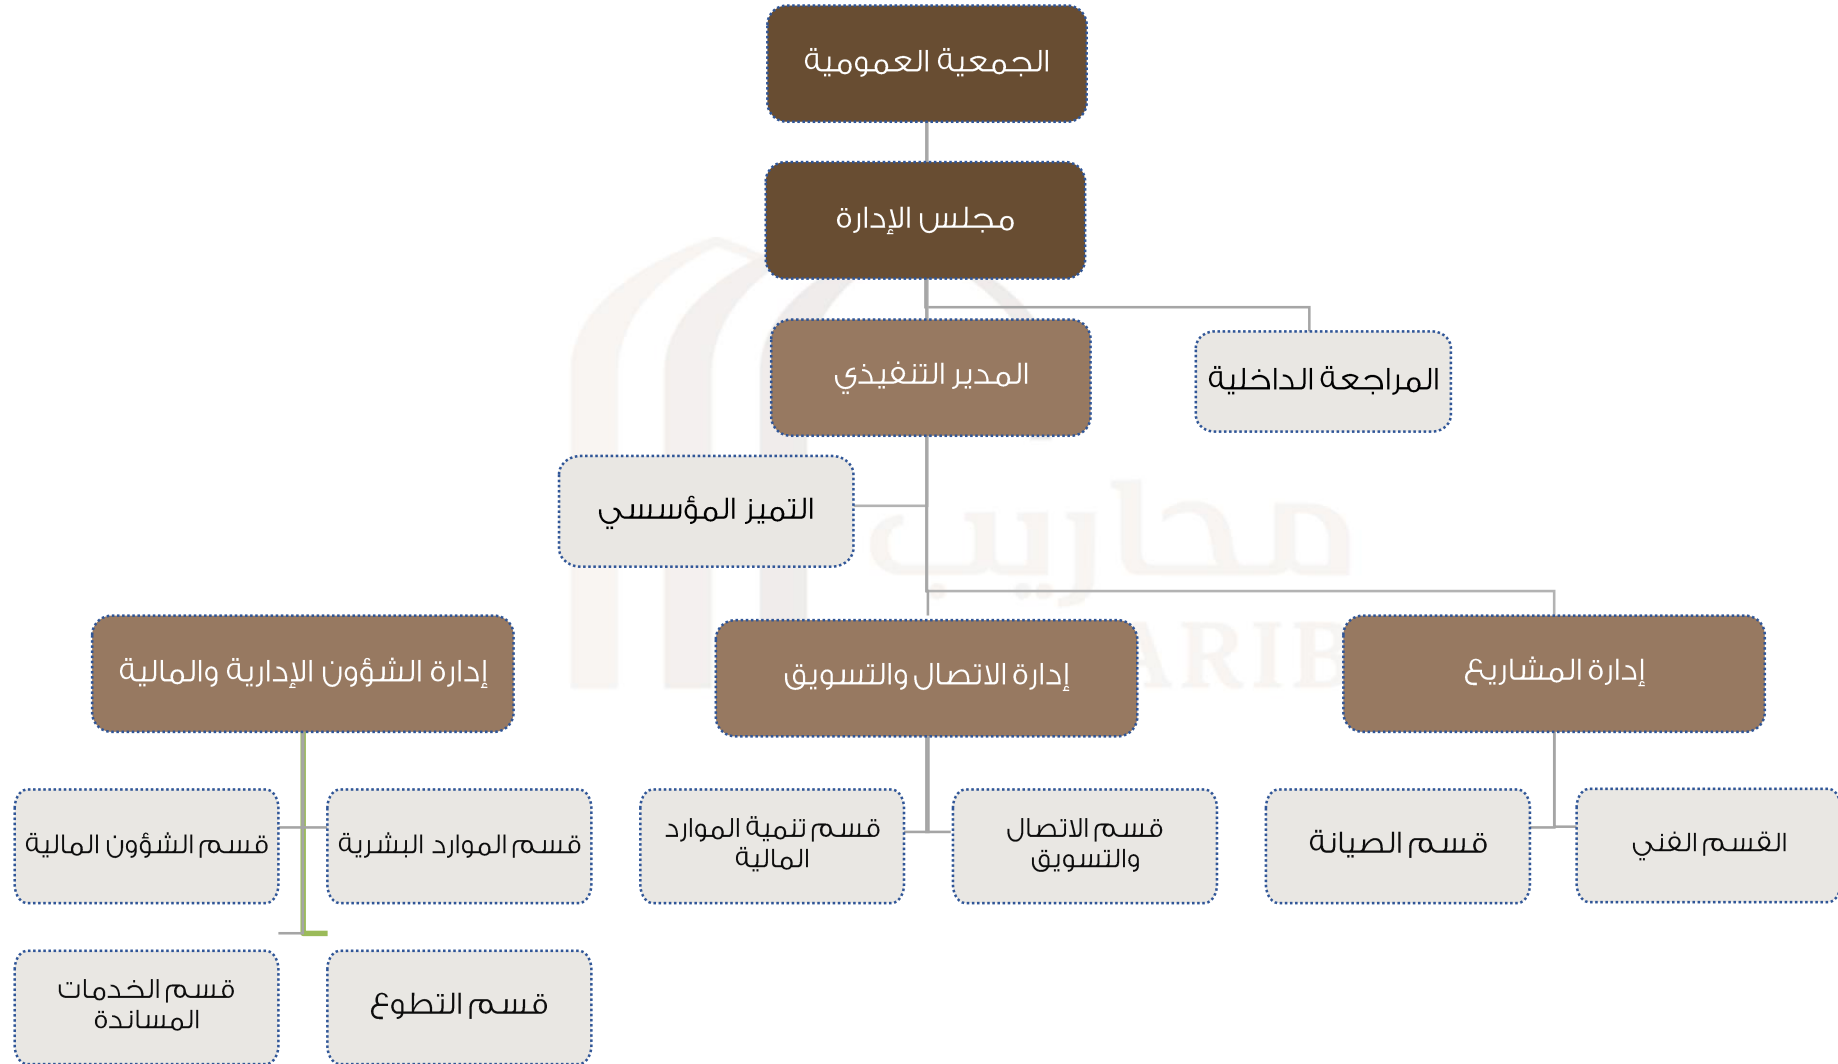 الجمعية العمومية
مجلس الإدارة
المدير التنفيذي
المراجعة الداخلية
التميز المؤسسي
محاريب
ARIB
إدارة المشاريع
إدارة الاتصال والتسويق
إدارة الشؤون الإدارية والمالية
القسم الفني
قسم الصيانة
قسم الاتصال
والتسويق
قسم تنمية الموارد
المالية
قسم الموارد البشرية
قسم الشؤون المالية
قسم التطوع
قسم الخدمات
المساندة